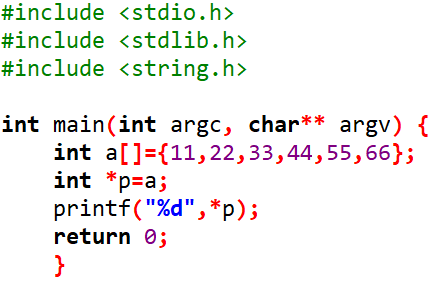 #include <stdio.h>
#include <stdlib.h>
#include <string.h>

int main(int argc, char** argv) {
    int a[]={11,22,33,44,55,66};
    int *p=a;
    printf("%d",*p);
    return 0;
    }